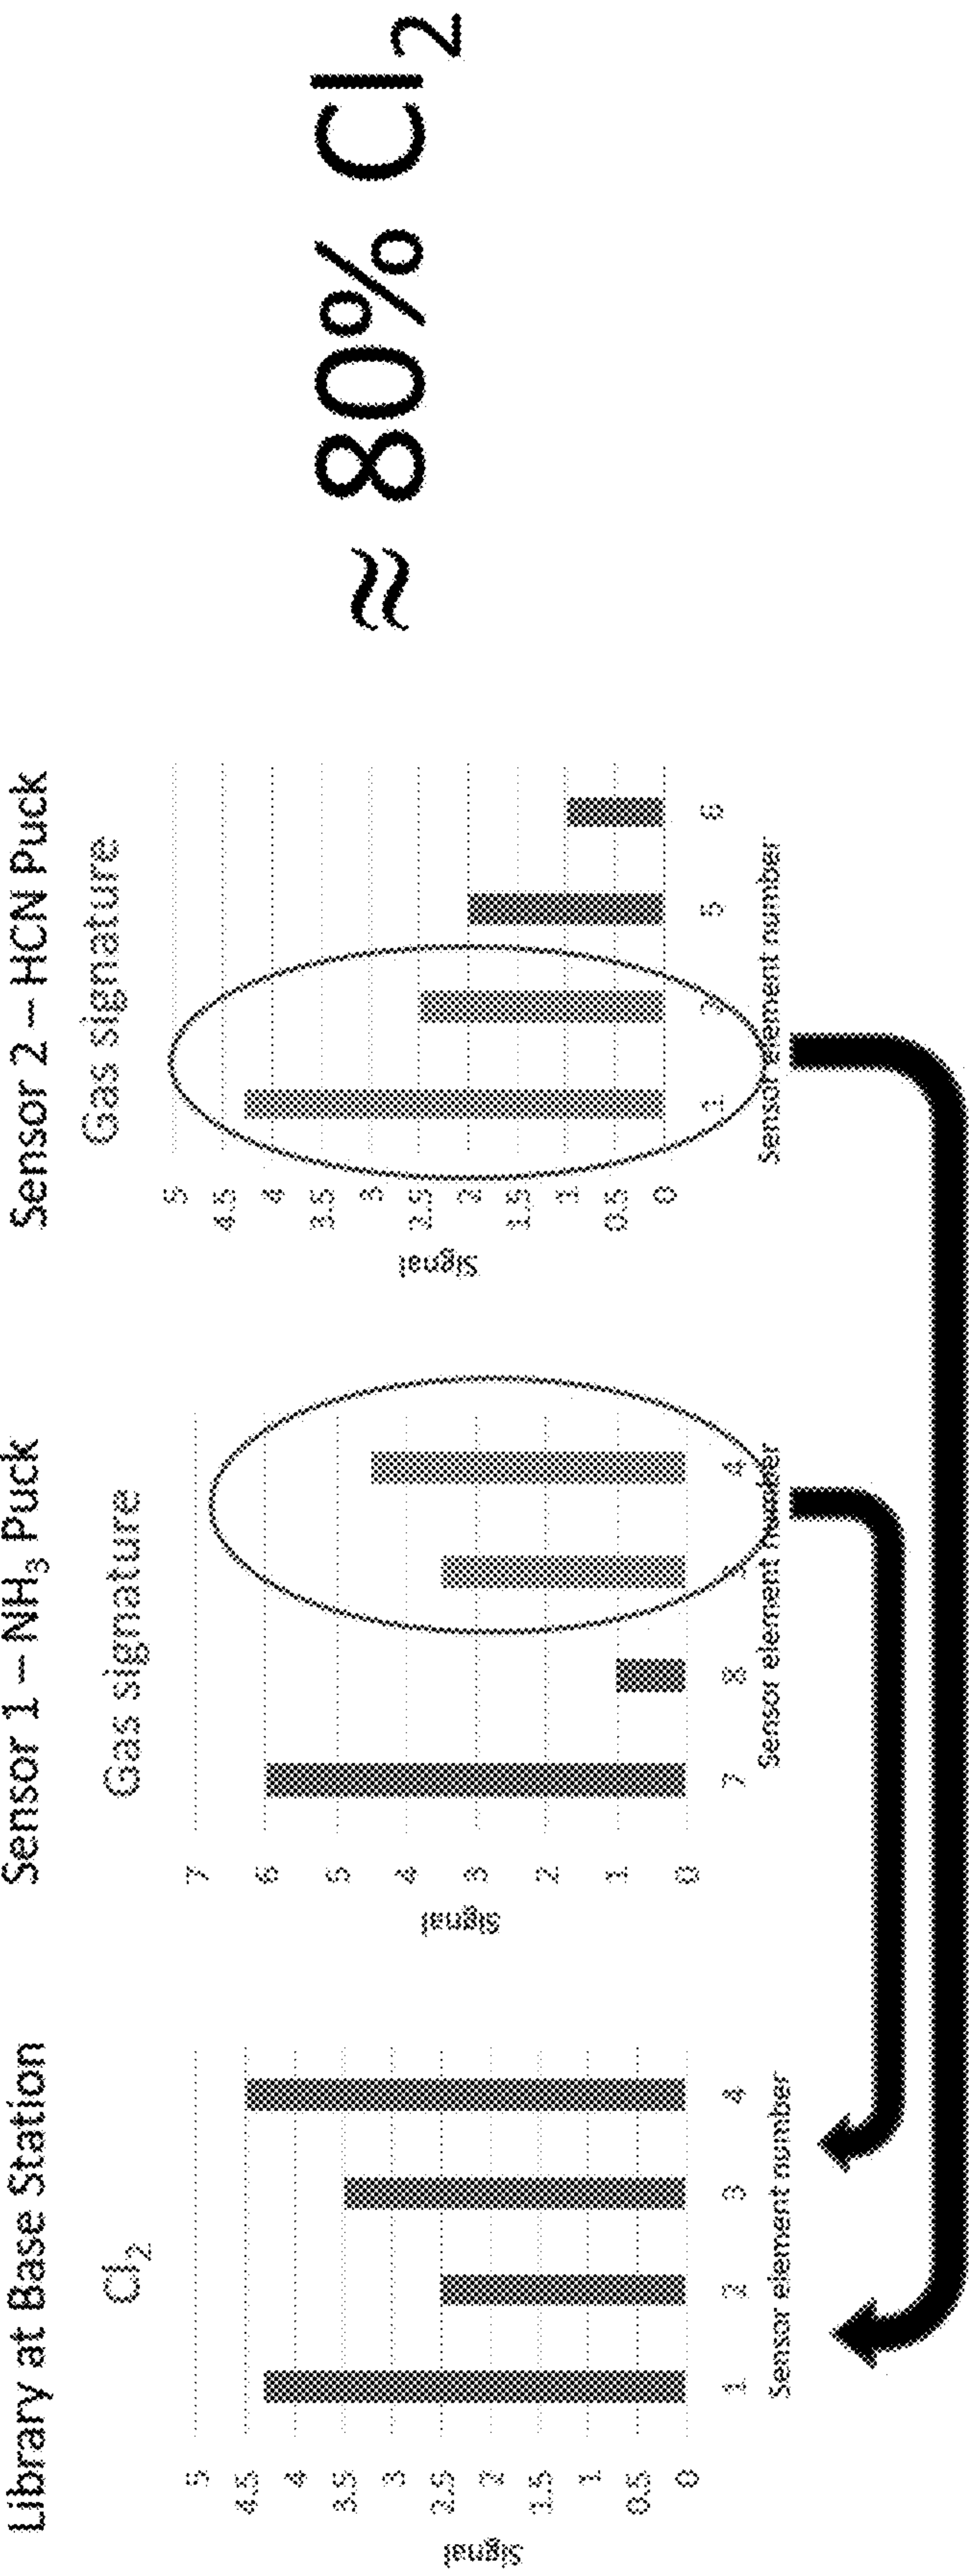 Library at Base Station
Cl₂
Signal
5
4.5
4
3.5
3
2.5
2
1.5
1
0.5
0
1 2 3 4
Sensor element number
Sensor 1 – NH₃ Puck
Gas signature
Signal
7
6
5
4
3
2
1
0
7 8 4
Sensor element number
Sensor 2 – HCN Puck
Gas signature
Signal
5
4.5
4
3.5
3
2.5
2
1.5
1
0.5
0
1 5 6
Sensor element number
≈ 80% Cl₂